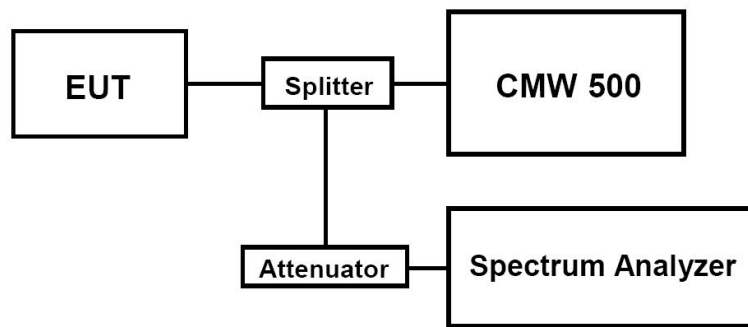 EUT
Splitter
CMW 500
Attenuator
Spectrum Analyzer